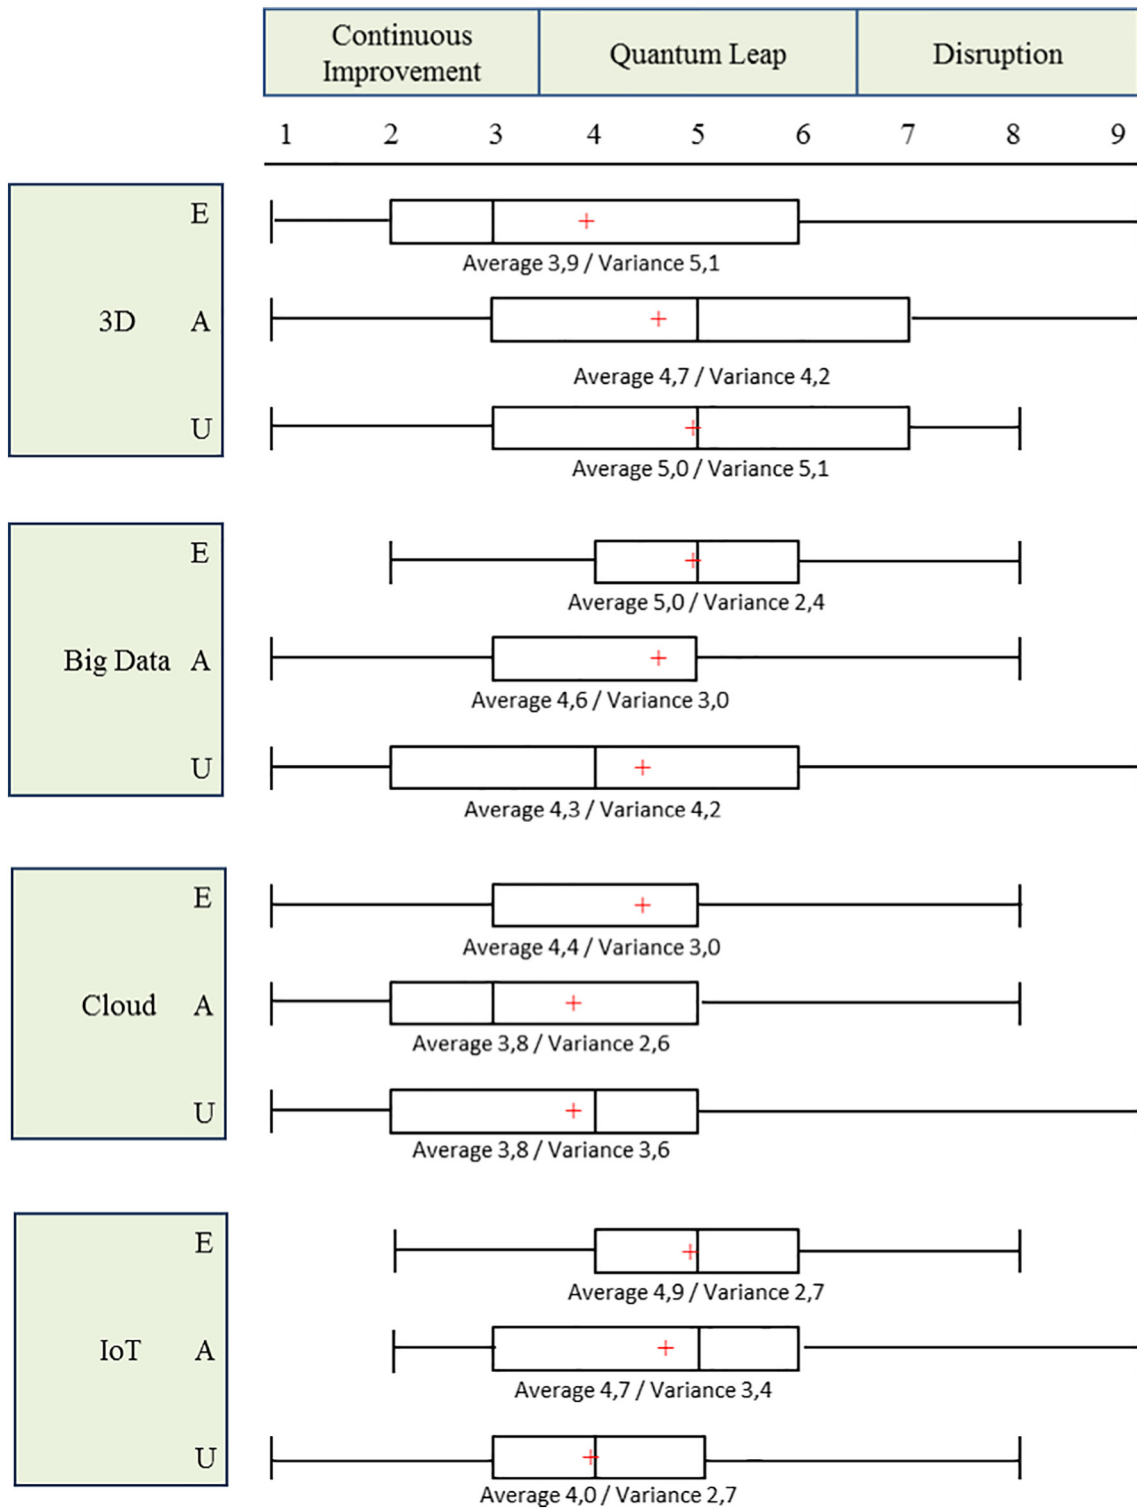 Continuous
Improvement
Quantum Leap
Disruption
1 2 3 4 5 6 7 8 9
E
Average 3,9 / Variance 5,1
3D A
Average 4,7 / Variance 4,2
U
Average 5,0 / Variance 5,1
E
Average 5,0 / Variance 2,4
Big Data A
Average 4,6 / Variance 3,0
U
Average 4,3 / Variance 4,2
E
Average 4,4 / Variance 3,0
Cloud A
Average 3,8 / Variance 2,6
U
Average 3,8 / Variance 3,6
E
Average 4,9 / Variance 2,7
IoT A
Average 4,7 / Variance 3,4
U
Average 4,0 / Variance 2,7